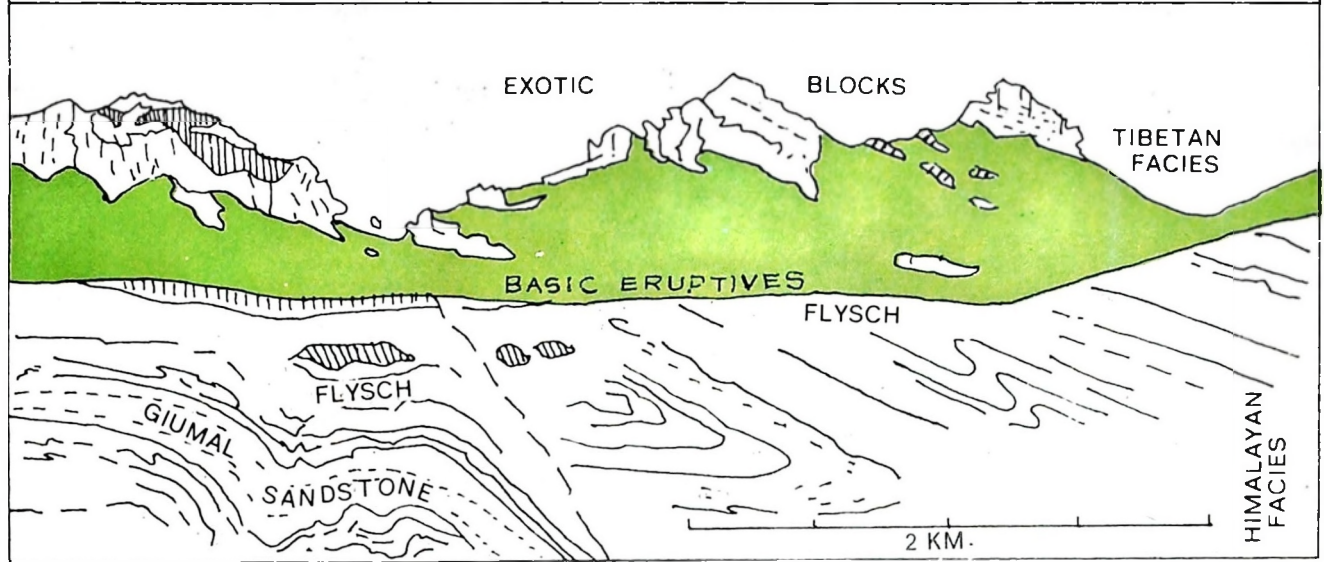 EXOTIC BLOCKS
TIBETAN
FACIES
BASIC ERUPTIVES
FLYSCH
FLYSCH
GIUMAL
SANDSTONE
HIMALAYAN
FACIES
2 KM.